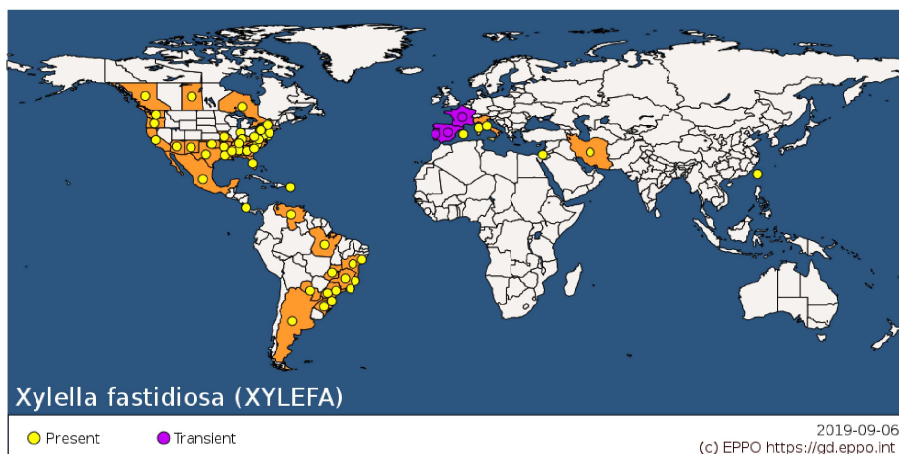 Xylella fastidiosa (XYLEFA)
Present
Transient
2019-09-06
(c) EPPO https://gd.eppo.int